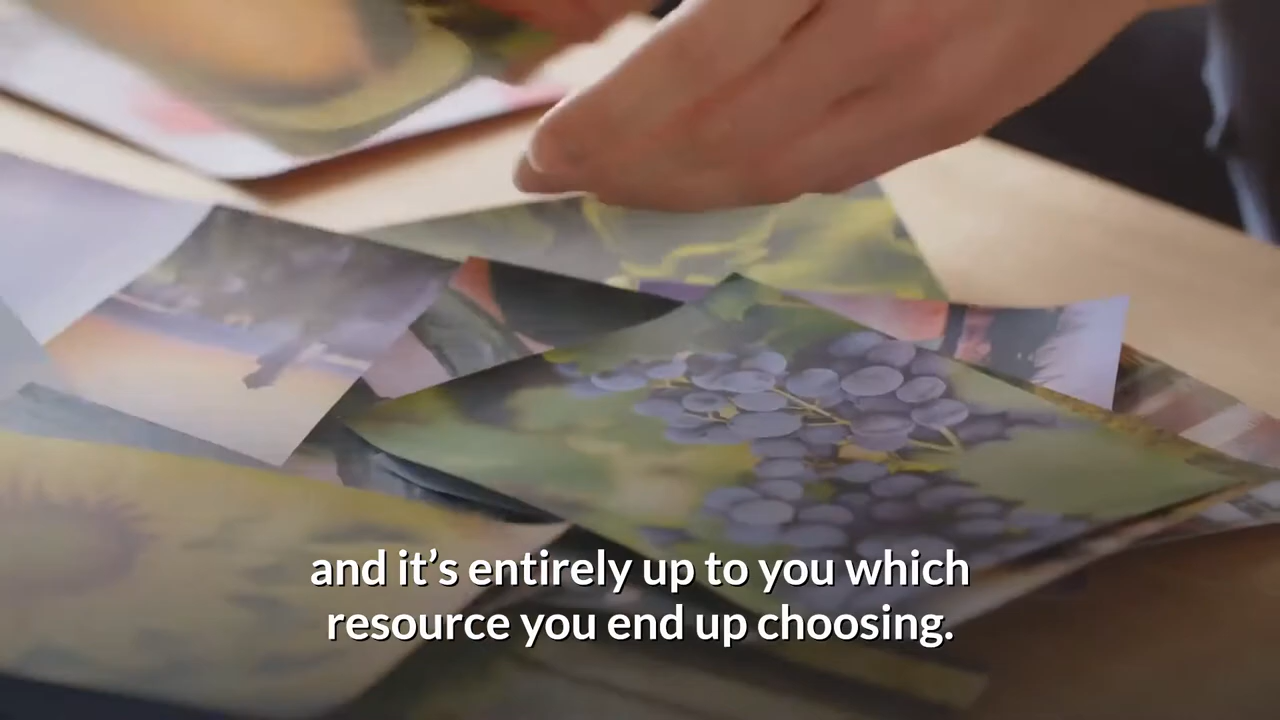 and it’s entirely up to you which
resource you end up choosing.